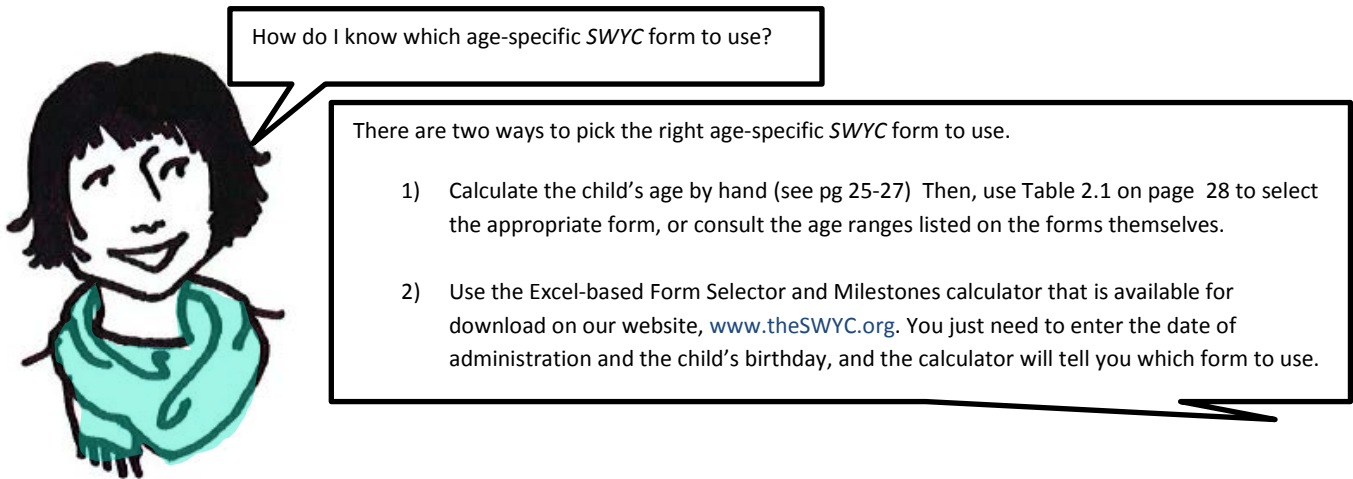 How do I know which age-specific SWYC form to use?
There are two ways to pick the right age-specific SWYC form to use.
1) Calculate the child’s age by hand (see pg 25-27) Then, use Table 2.1 on page 28 to select
the appropriate form, or consult the age ranges listed on the forms themselves.
2) Use the Excel-based Form Selector and Milestones calculator that is available for
download on our website, www.theSWYC.org. You just need to enter the date of
administration and the child’s birthday, and the calculator will tell you which form to use.